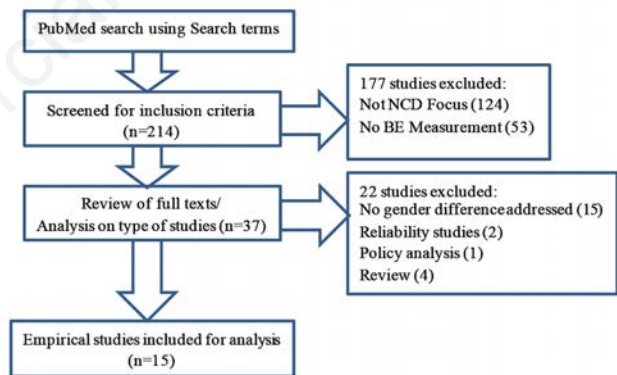 PubMed search using Search terms
Screened for inclusion criteria
(n=214)
177 studies excluded:
Not NCD Focus (124)
No BE Measurement (53)
Review of full texts/
Analysis on type of studies (n=37)
22 studies excluded:
No gender difference addressed (15)
Reliability studies (2)
Policy analysis (1)
Review (4)
Empirical studies included for analysis
(n=15)